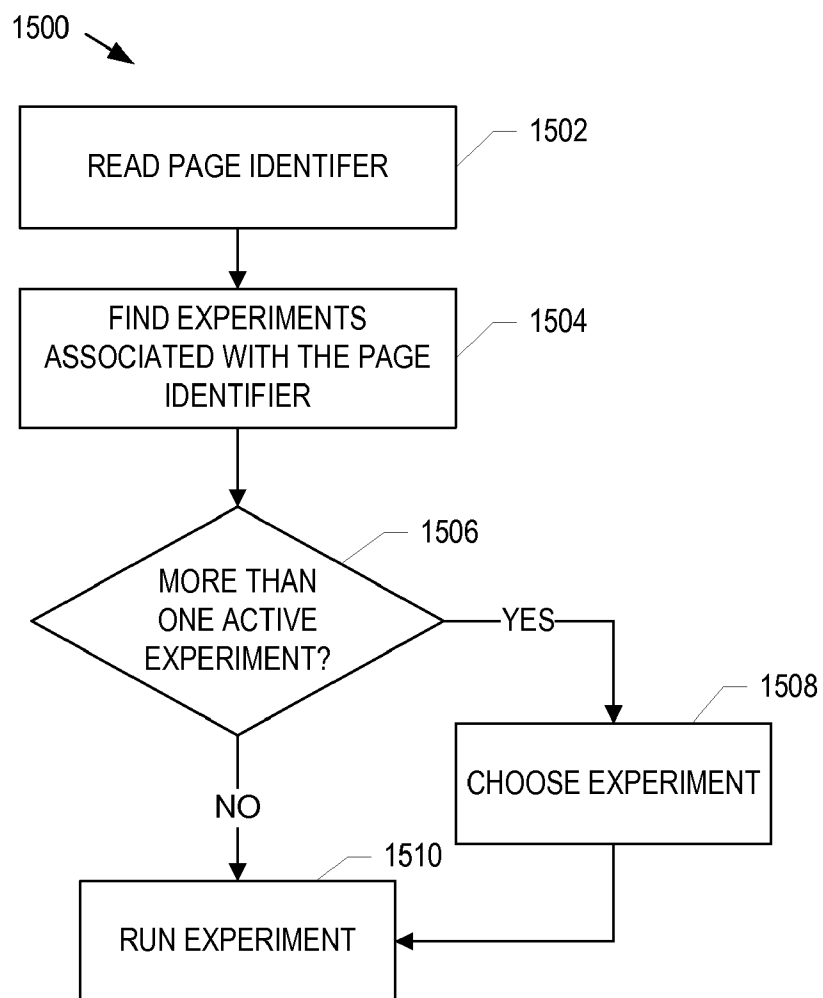 1500
READ PAGE IDENTIFER
1502
FIND EXPERIMENTS
ASSOCIATED WITH THE PAGE
IDENTIFIER
1504
MORE THAN
ONE ACTIVE
EXPERIMENT?
1506
YES
1508
CHOOSE EXPERIMENT
NO
1510
RUN EXPERIMENT